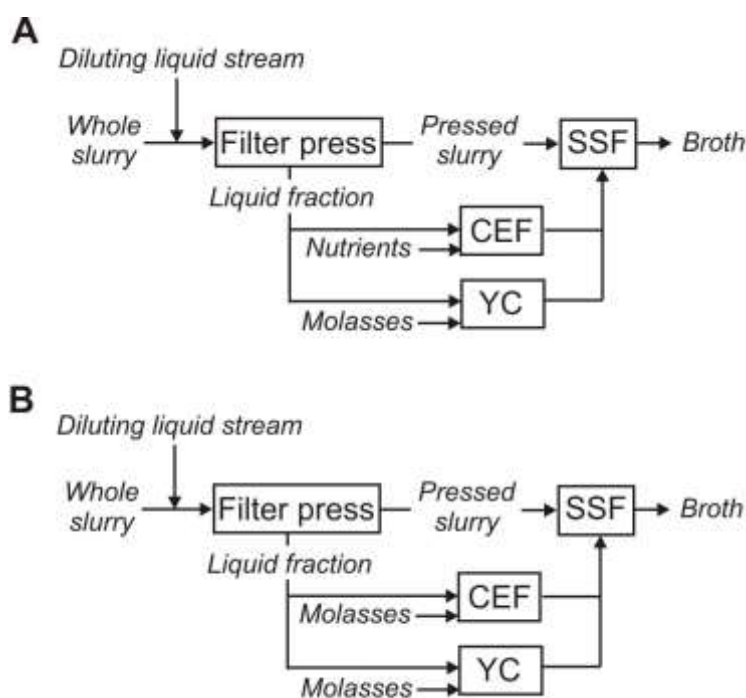 A
Diluting liquid stream
Whole
slurry
Filter press
Pressed
slurry
SSF
Broth
Liquid fraction
CEF
Nutrients
YC
Molasses
B
Diluting liquid stream
Whole
slurry
Filter press
Pressed
slurry
SSF
Broth
Liquid fraction
CEF
Molasses
YC
Molasses